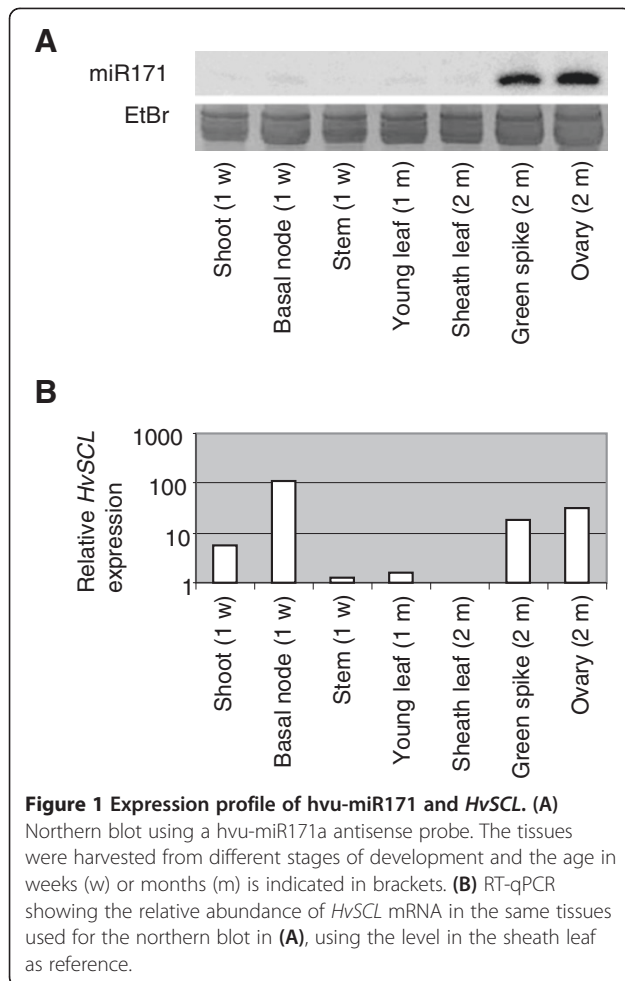 A
miR171
EtBr
Shoot (1 w)
Basal node (1 w)
Stem (1 w)
Young leaf (1 m)
Sheath leaf (2 m)
Green spike (2 m)
Ovary (2 m)
B
Relative HvSCL
expression
1000
100
10
1
Shoot (1 w)
Basal node (1 w)
Stem (1 w)
Young leaf (1 m)
Sheath leaf (2 m)
Green spike (2 m)
Ovary (2 m)
Figure 1 Expression profile of hvu-miR171 and HvSCL. (A)
Northern blot using a hvu-miR171a antisense probe. The tissues
were harvested from different stages of development and the age in
weeks (w) or months (m) is indicated in brackets. (B) RT-qPCR
showing the relative abundance of HvSCL mRNA in the same tissues
used for the northern blot in (A), using the level in the sheath leaf
as reference.